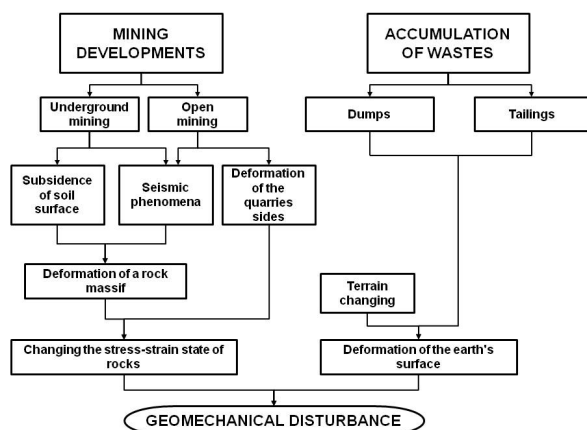 MINING
DEVELOPMENTS
ACCUMULATION
OF WASTES
Underground
mining
Open
mining
Dumps
Tailings
Subsidence
of soil
surface
Seismic
phenomena
Deformation
of the
quarries
sides
Deformation of a rock
massif
Terrain
changing
Changing the stress-strain state of
rocks
Deformation of the earth's
surface
GEOMECHANICAL DISTURBANCE